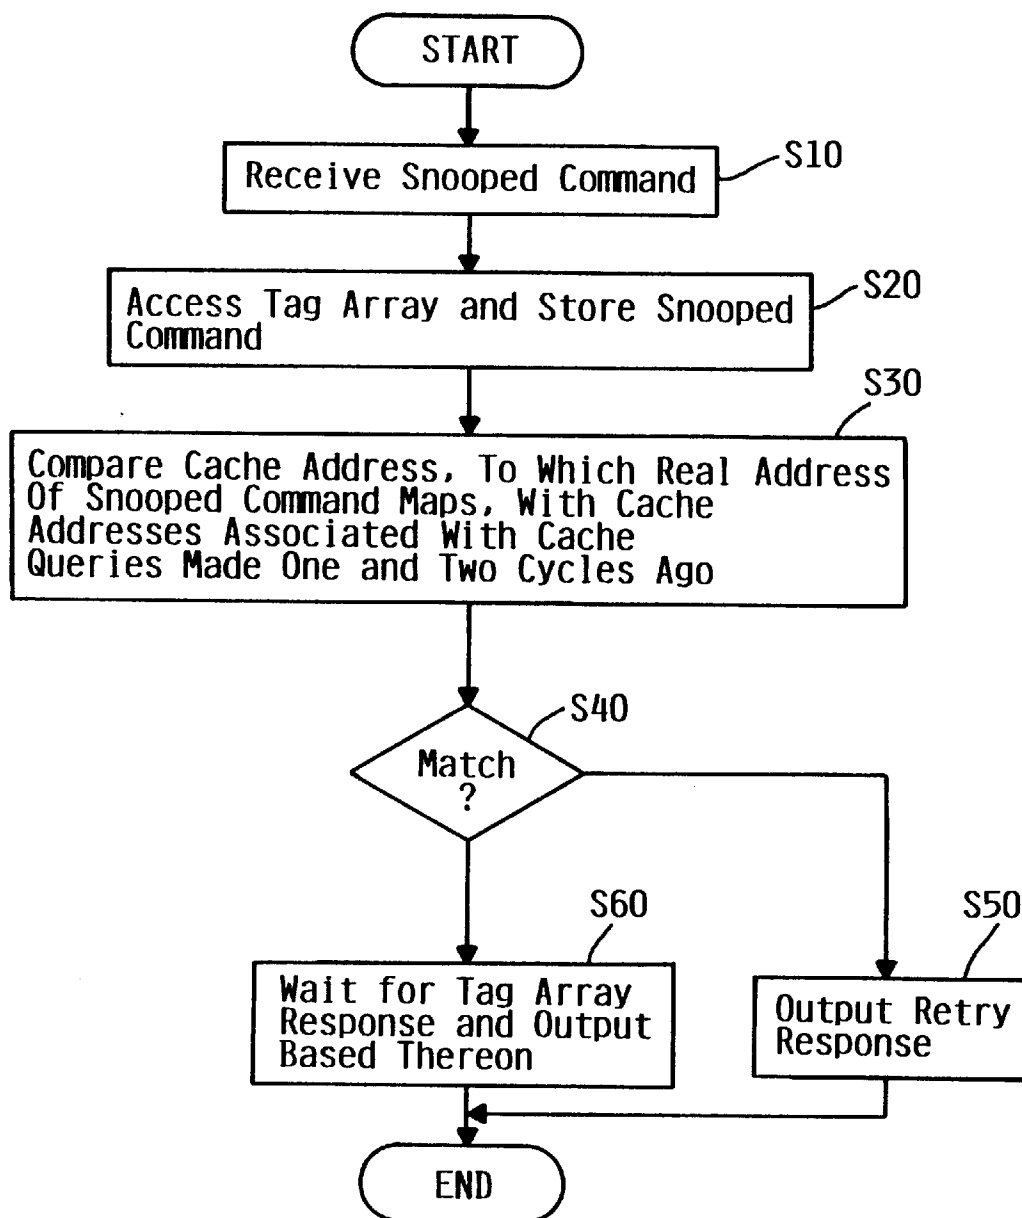 START
S10
Receive Snooped Command
S20
Access Tag Array and Store Snooped
Command
S30
Compare Cache Address, To Which Real Address
Of Snooped Command Maps, With Cache
Addresses Associated With Cache
Queries Made One and Two Cycles Ago
S40
Match
?
S60
S50
Wait for Tag Array
Response and Output
Based Thereon
Output Retry
Response
END